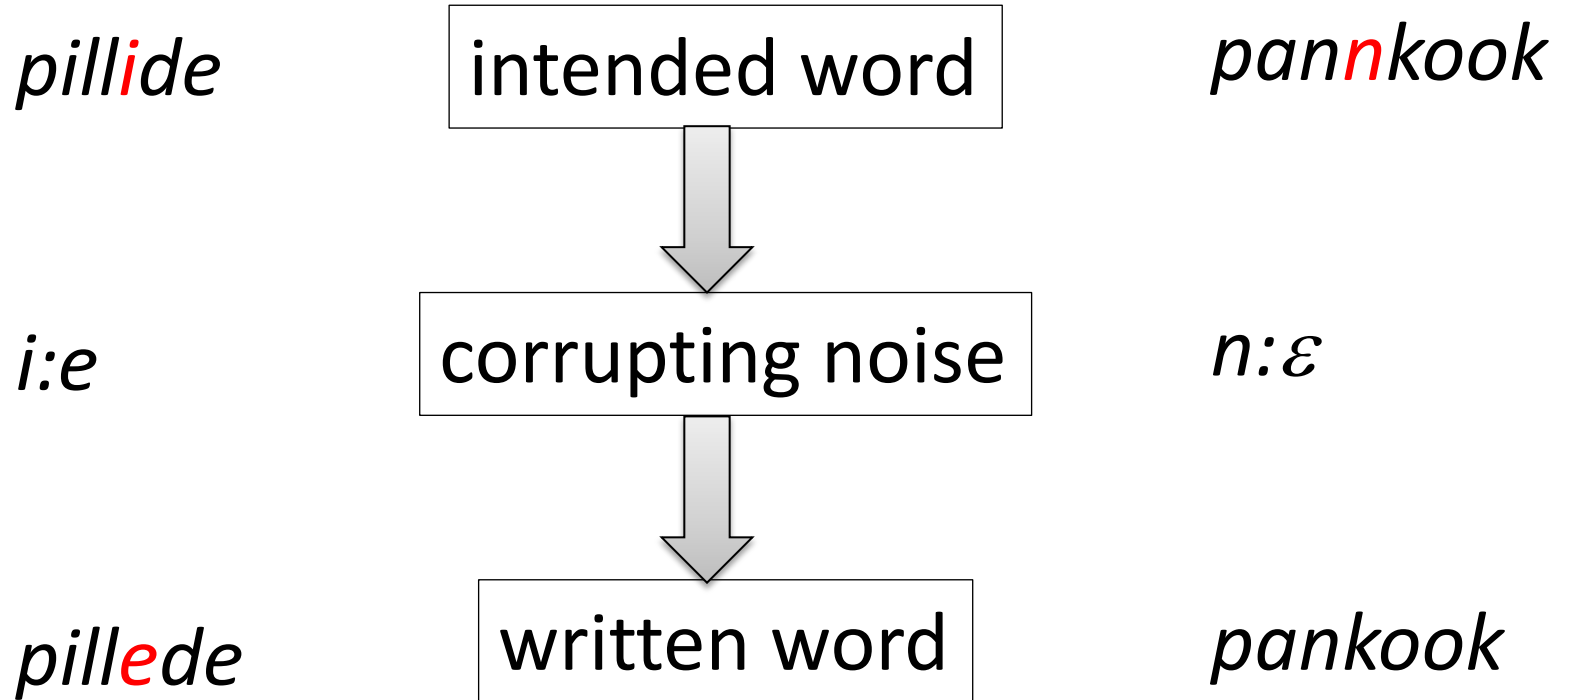 pillide intended word pannkook
i:e corrupting noise n:ε
pillede written word pankook